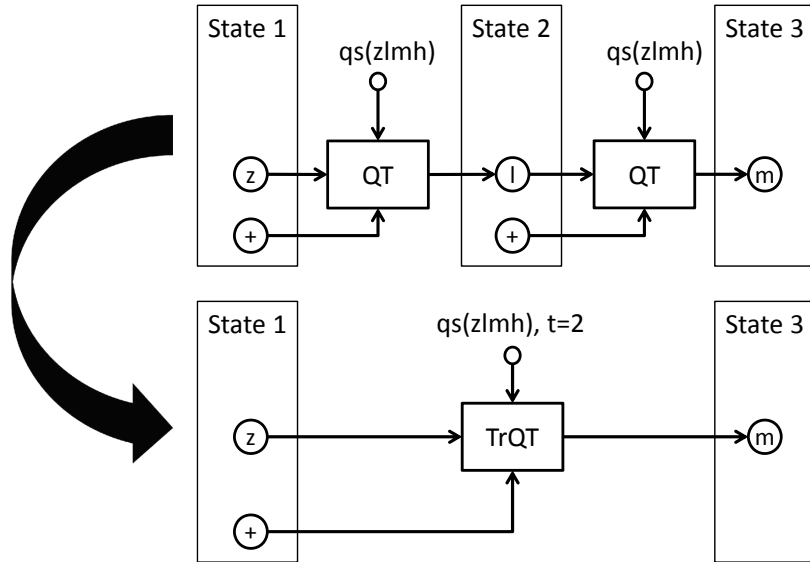 State 1
State 2
State 3
qs(zlmh)
qs(zlmh)
z
QT
l
QT
m
+
+
State 1
qs(zlmh), t=2
State 3
z
TrQT
m
+